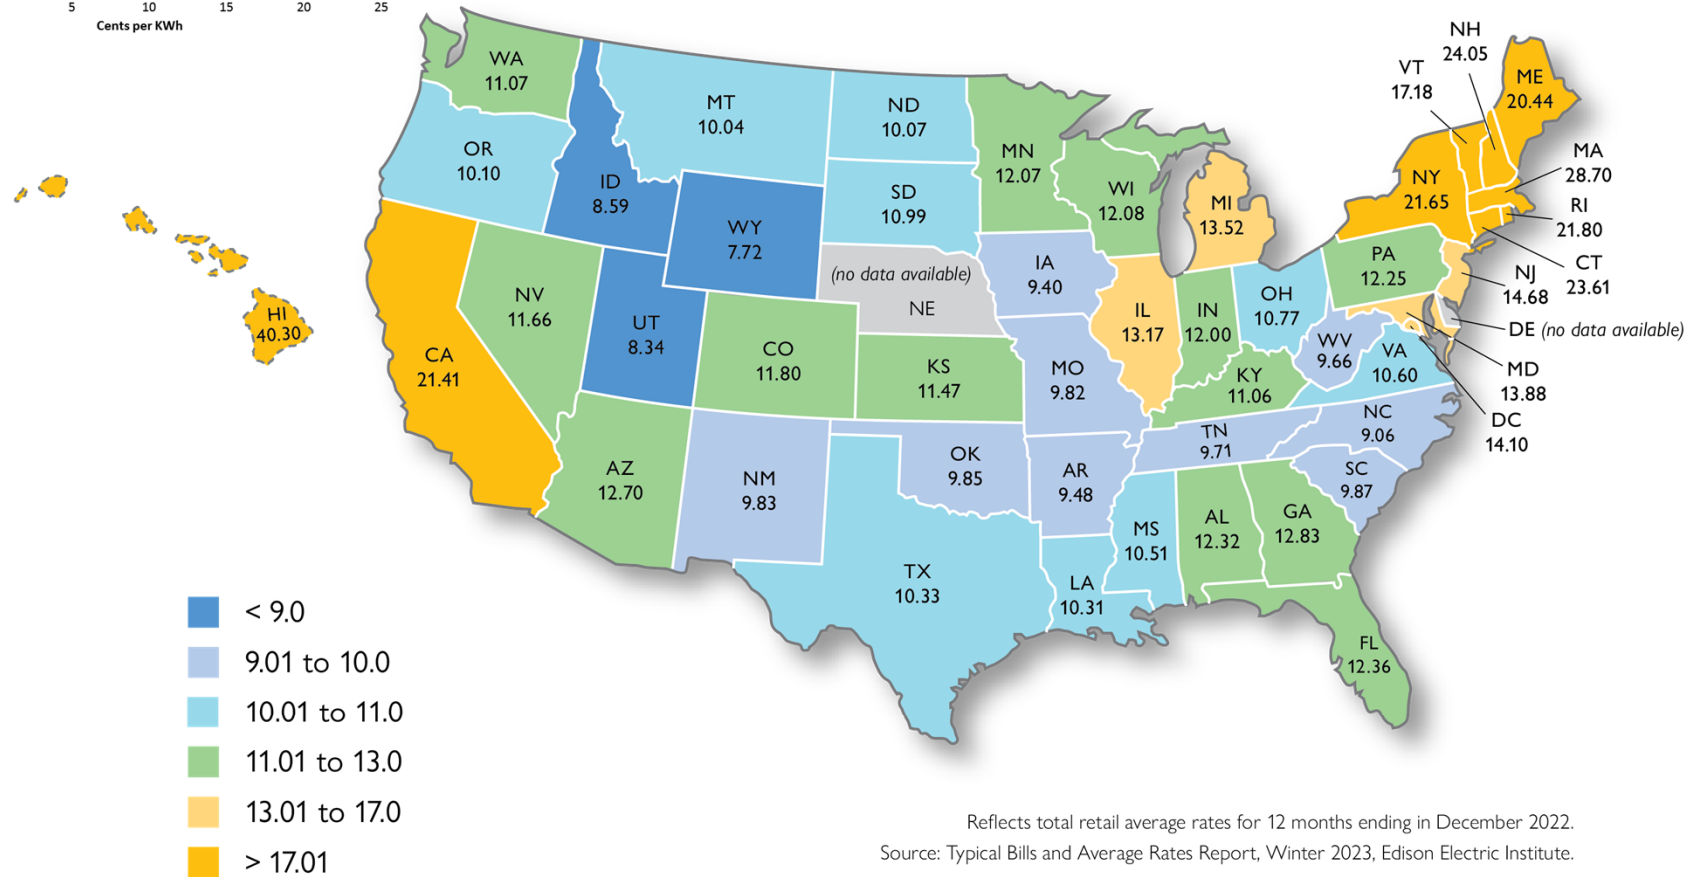 5 10 15 20 25
Cents per KWh
NH
24.05
VT
17.18
ME
20.44
WA
11.07
MT
10.04
ND
10.07
OR
10.10
MN
12.07
MA
28.70
ID
8.59
SD
10.99
WI
12.08
MI
13.52
NY
21.65
RI
21.80
WY
7.72
PA
12.25
CT
23.61
(no data available)
NE
IA
9.40
NJ
14.68
NV
11.66
UT
8.34
IL
13.17
IN
12.00
OH
10.77
DE (no data available)
HI
40.30
CA
21.41
CO
11.80
KS
11.47
MO
9.82
KY
11.06
WV
9.66
VA
10.60
MD
13.88
DC
14.10
NC
9.06
TN
9.71
AZ
12.70
NM
9.83
OK
9.85
AR
9.48
SC
9.87
MS
10.51
AL
12.32
GA
12.83
TX
10.33
LA
10.31
FL
12.36
< 9.0
9.01 to 10.0
10.01 to 11.0
11.01 to 13.0
13.01 to 17.0
> 17.01
Reflects total retail average rates for 12 months ending in December 2022.
Source: Typical Bills and Average Rates Report, Winter 2023, Edison Electric Institute.